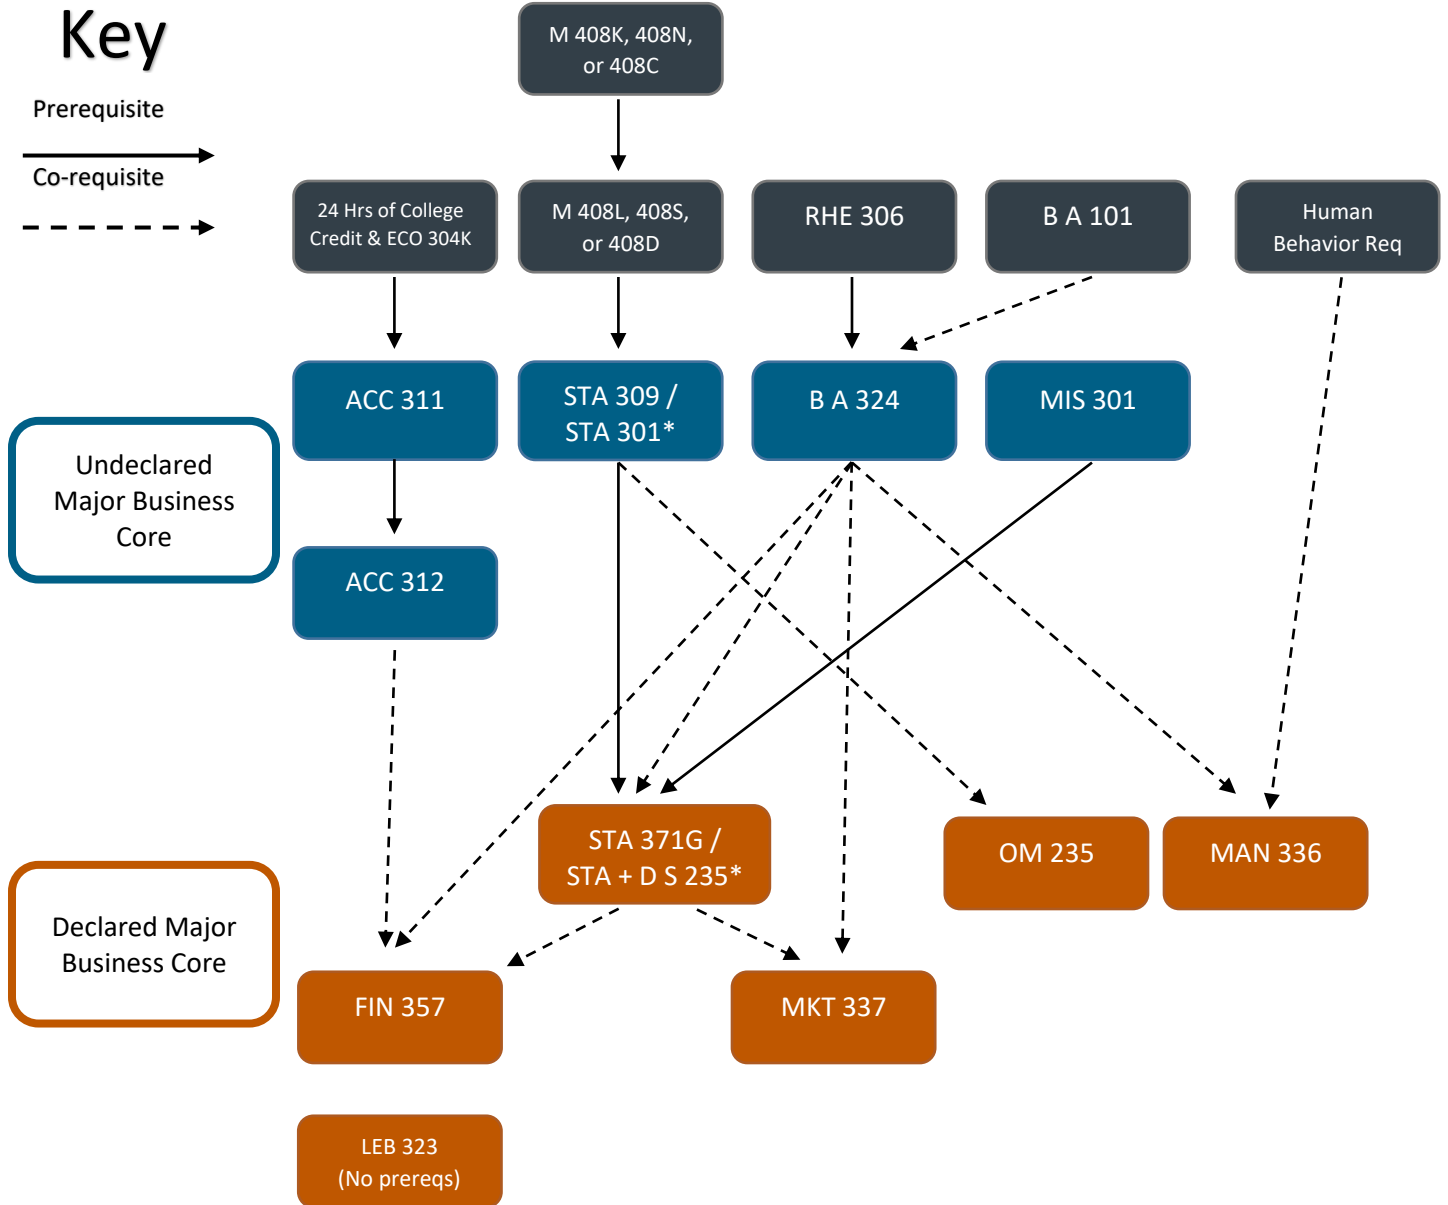 Key
Prerequisite
Co-requisite
M 408K, 408N,
or 408C
24 Hrs of College
Credit & ECO 304K
M 408L, 408S,
or 408D
RHE 306
B A 101
Human
Behavior Req
ACC 311
STA 309 /
STA 301*
B A 324
MIS 301
Undeclared
Major Business
Core
ACC 312
STA 371G /
STA + D S 235*
OM 235
MAN 336
Declared Major
Business Core
FIN 357
MKT 337
LEB 323
(No prereqs)